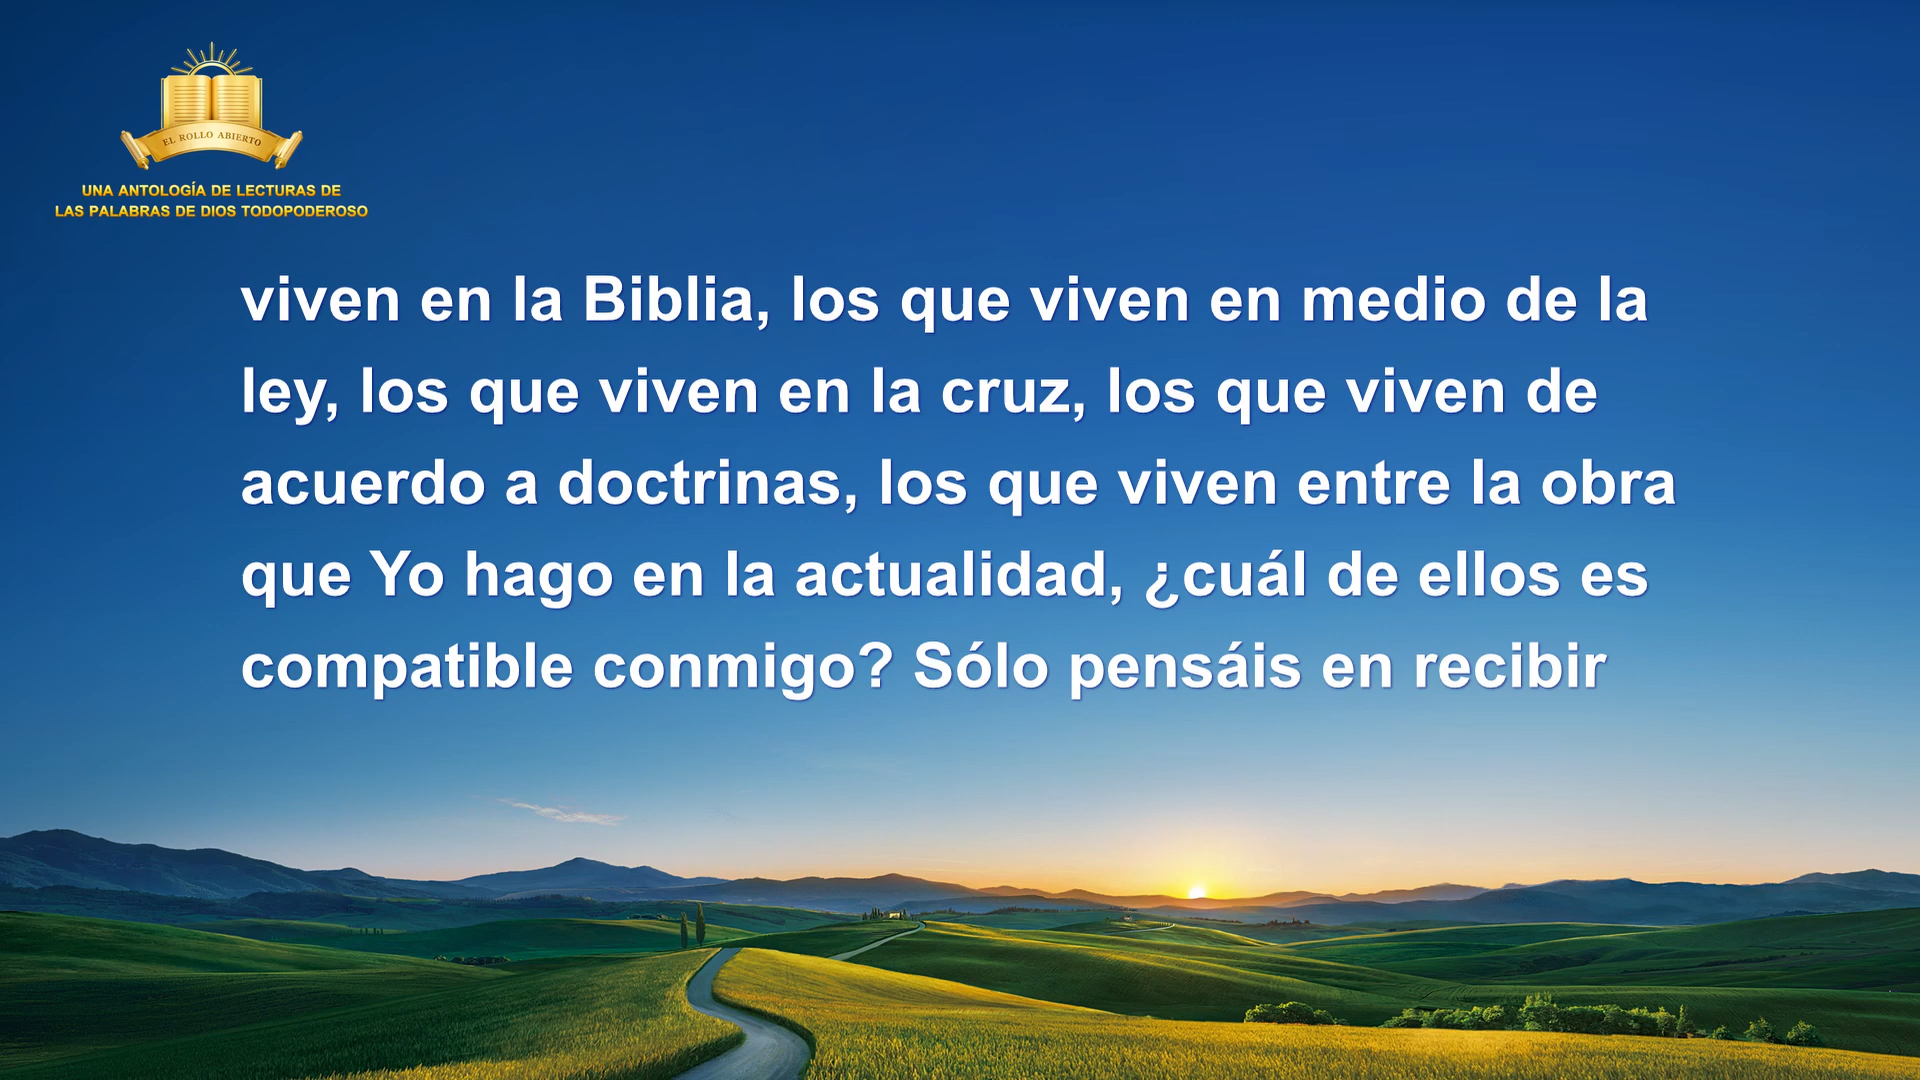 EL ROLLO ABIERTO
UNA ANTOLOGÍA DE LECTURAS DE
LAS PALABRAS DE DIOS TODOPODEROSO
viven en la Biblia, los que viven en medio de la
ley, los que viven en la cruz, los que viven de
acuerdo a doctrinas, los que viven entre la obra
que Yo hago en la actualidad, ¿cuál de ellos es
compatible conmigo? Sólo pensáis en recibir